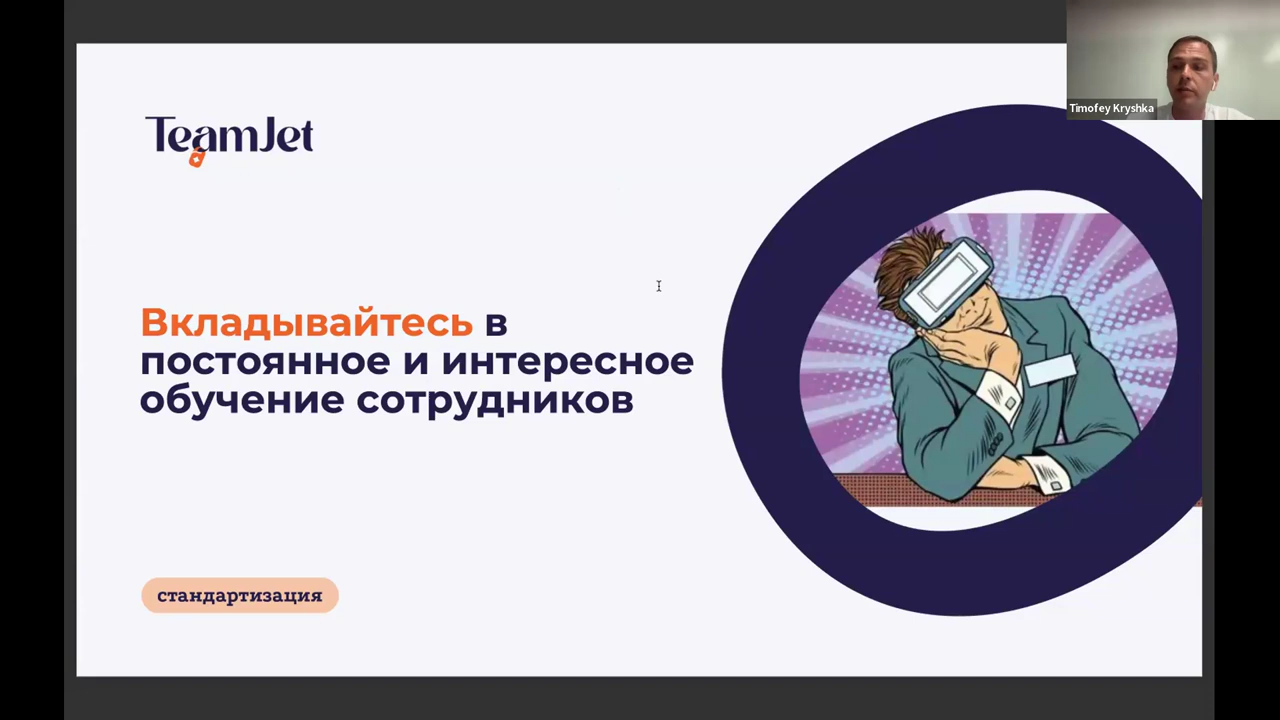 TeamJet
Timofey Kryshka
Вкладывайтесь в
постоянное и интересное
обучение сотрудников
стандартизация